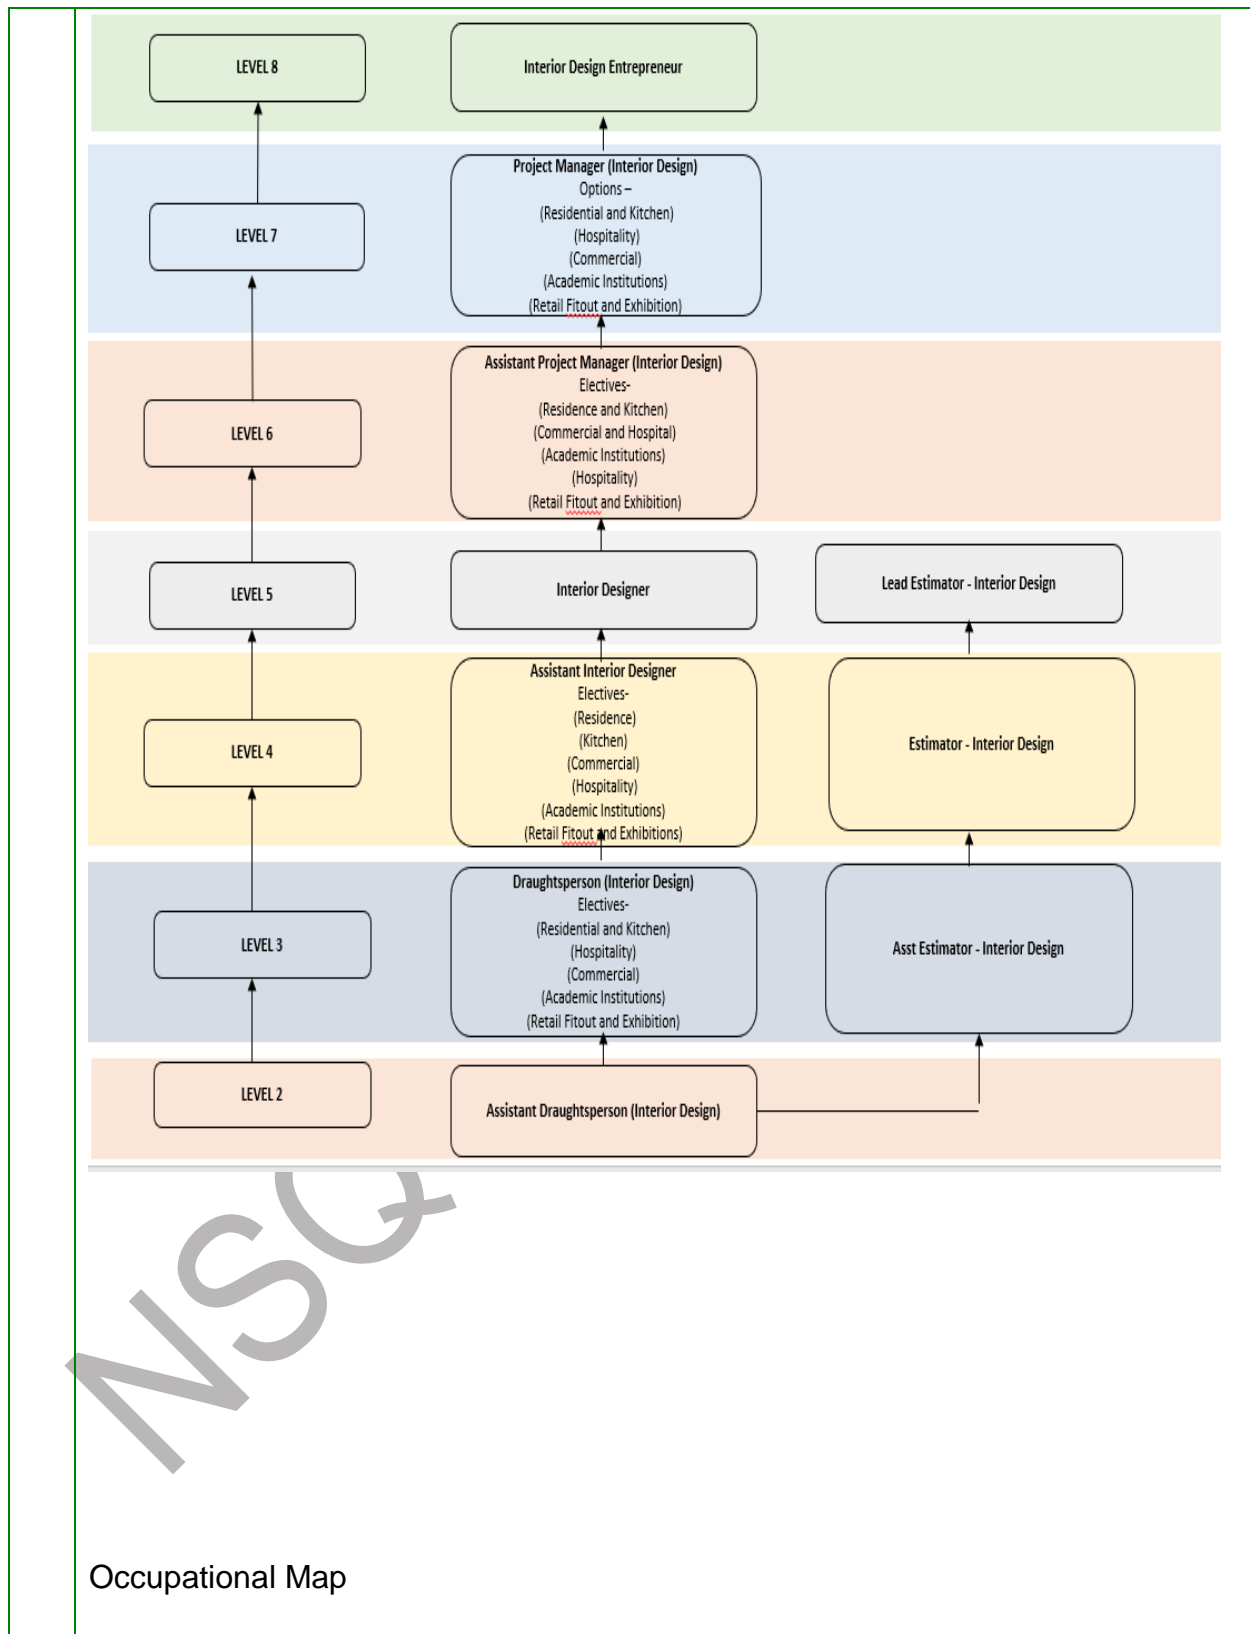 LEVEL 8
Interior Design Entrepreneur
LEVEL 7
Project Manager (Interior Design)
Options –
(Residential and Kitchen)
(Hospitality)
(Commercial)
(Academic Institutions)
(Retail Fitout and Exhibition)
LEVEL 6
Assistant Project Manager (Interior Design)
Electives-
(Residence and Kitchen)
(Commercial and Hospital)
(Academic Institutions)
(Hospitality)
(Retail Fitout and Exhibition)
LEVEL 5
Interior Designer
Lead Estimator - Interior Design
LEVEL 4
Assistant Interior Designer
Electives-
(Residence)
(Kitchen)
(Commercial)
(Hospitality)
(Academic Institutions)
(Retail Fitout and Exhibitions)
Estimator - Interior Design
LEVEL 3
Draughtsperson (Interior Design)
Electives-
(Residential and Kitchen)
(Hospitality)
(Commercial)
(Academic Institutions)
(Retail Fitout and Exhibition)
Asst Estimator - Interior Design
LEVEL 2
Assistant Draughtsperson (Interior Design)
NSQ
Occupational Map